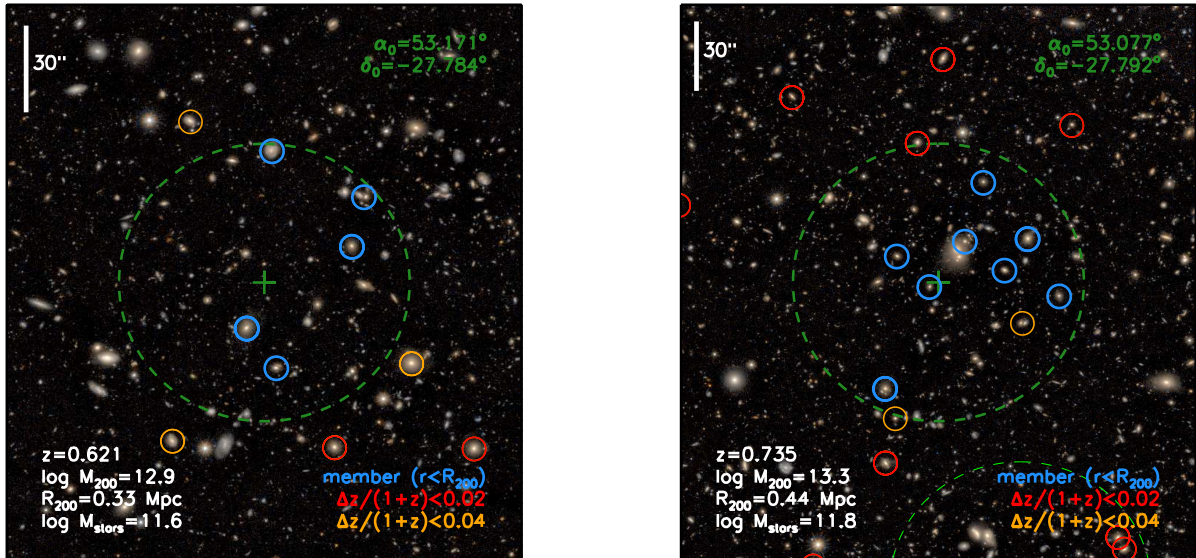 30"
α₀=53.171°
δ₀=−27.784°
z=0.621
log M₂₀₀=12.9
R₂₀₀=0.33 Mpc
log Mstars=11.6
member (r<R₂₀₀)
Δz/(1+z)<0.02
Δz/(1+z)<0.04
30"
α₀=53.077°
δ₀=−27.792°
z=0.735
log M₂₀₀=13.3
R₂₀₀=0.44 Mpc
log Mstars=11.8
member (r<R₂₀₀)
Δz/(1+z)<0.02
Δz/(1+z)<0.04